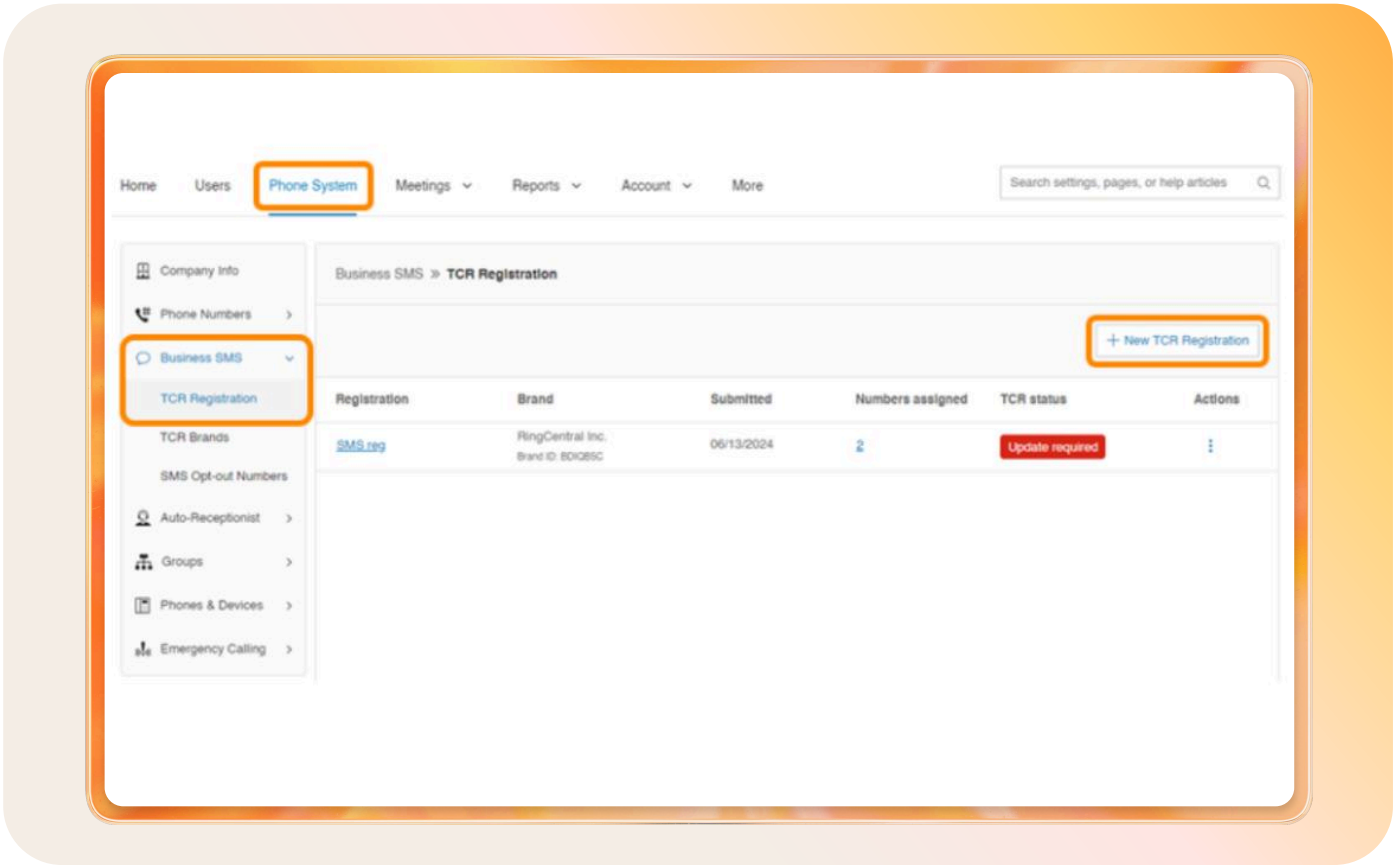 Home Users Phone System Meetings Reports Account More Search settings, pages, or help articles
Company Info
Phone Numbers
Business SMS
TCR Registration
TCR Brands
SMS Opt-out Numbers
Auto-Receptionist
Groups
Phones & Devices
Emergency Calling
Business SMS » TCR Registration
+ New TCR Registration
Registration Brand Submitted Numbers assigned TCR status Actions
SMS reg RingCentral Inc. 06/13/2024 2 Update required
Brand ID: